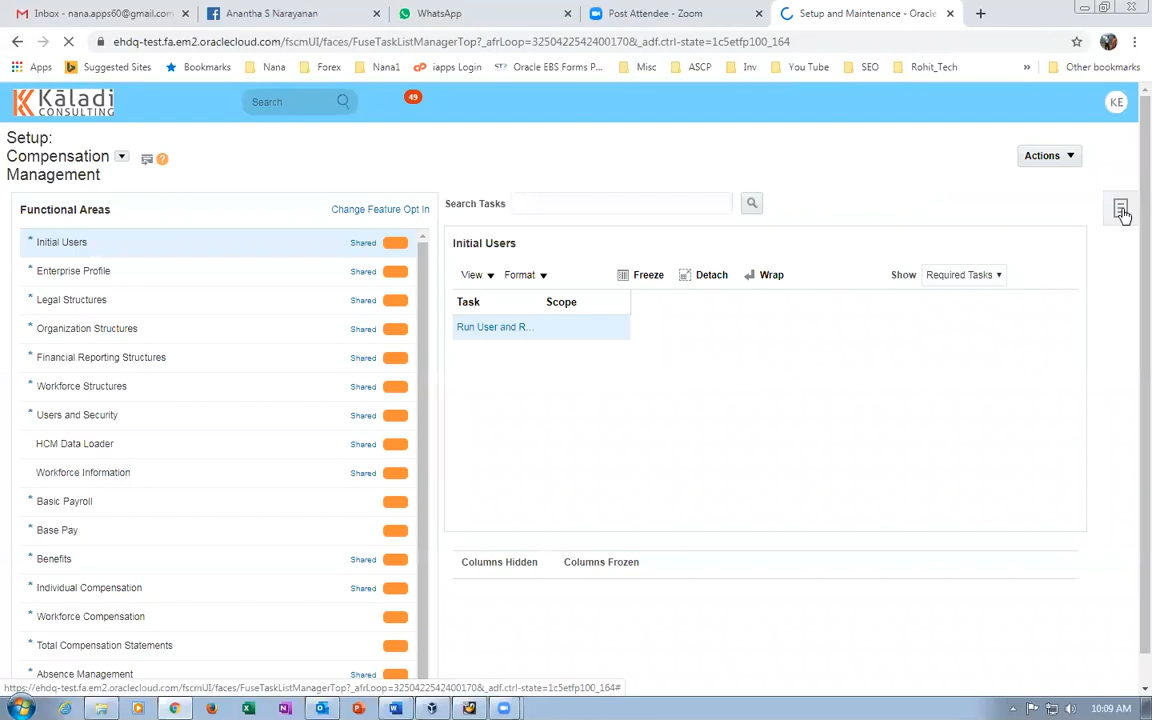 Inbox - nana.apps60@gmail.com
Anantha S Narayanan
WhatsApp
Post Attendee - Zoom
Setup and Maintenance - Oracle
ehdq-test.fa.em2.oraclecloud.com/fscmUI/faces/FuseTaskListManagerTop?_afrLoop=3250422542400170&_adf.ctrl-state=1c5etfp100_164
Apps
Suggested Sites
Bookmarks
Nana
Forex
Nana1
iapps Login
Oracle EBS Forms P...
Misc
ASCP
Inv
You Tube
SEO
Rohit_Tech
»
Other bookmarks
Kāladi
CONSULTING
Search
49
KE
Setup:
Compensation
Management
Actions
Functional Areas
Change Feature Opt In
* Initial Users Shared
* Enterprise Profile Shared
* Legal Structures Shared
* Organization Structures Shared
* Financial Reporting Structures Shared
* Workforce Structures Shared
* Users and Security Shared
HCM Data Loader Shared
Workforce Information Shared
* Basic Payroll
* Base Pay
* Benefits Shared
* Individual Compensation Shared
* Workforce Compensation
* Total Compensation Statements
* Absence Management Shared
Search Tasks
Initial Users
View
Format
Freeze
Detach
Wrap
Show
Required Tasks
Task
Scope
Run User and R...
Columns Hidden
Columns Frozen
https://ehdq-test.fa.em2.oraclecloud.com/fscmUI/faces/FuseTaskListManagerTop?_afrLoop=3250422542400170&_adf.ctrl-state=1c5etfp100_164#
10:09 AM